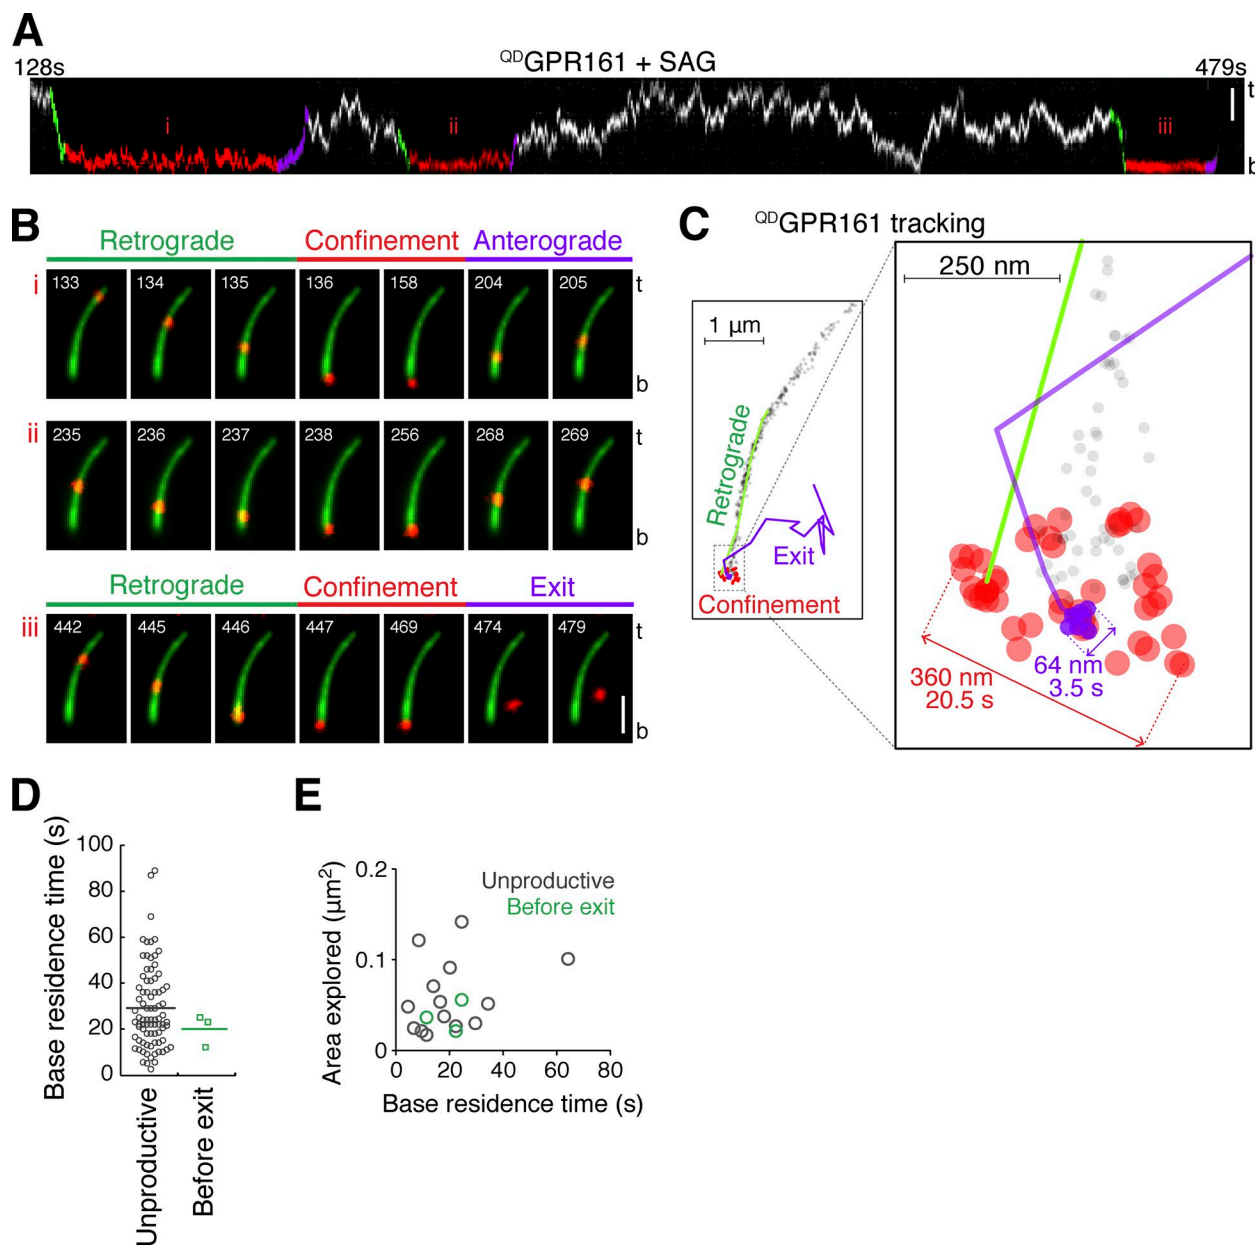 A
QDGPR161 + SAG
128s
479s
t
i
ii
iii
b
B
Retrograde
Confinement
Anterograde
i
133
134
135
136
158
204
205
t
b
ii
235
236
237
238
256
268
269
t
b
Retrograde
Confinement
Exit
iii
442
445
446
447
469
474
479
t
b
C
QDGPR161 tracking
1 μm
Retrograde
Exit
Confinement
250 nm
64 nm
3.5 s
360 nm
20.5 s
D
Base residence time (s)
100
80
60
40
20
0
Unproductive
Before exit
E
Area explored (μm²)
0.2
0.1
0
Unproductive
Before exit
0
20
40
60
80
Base residence time (s)